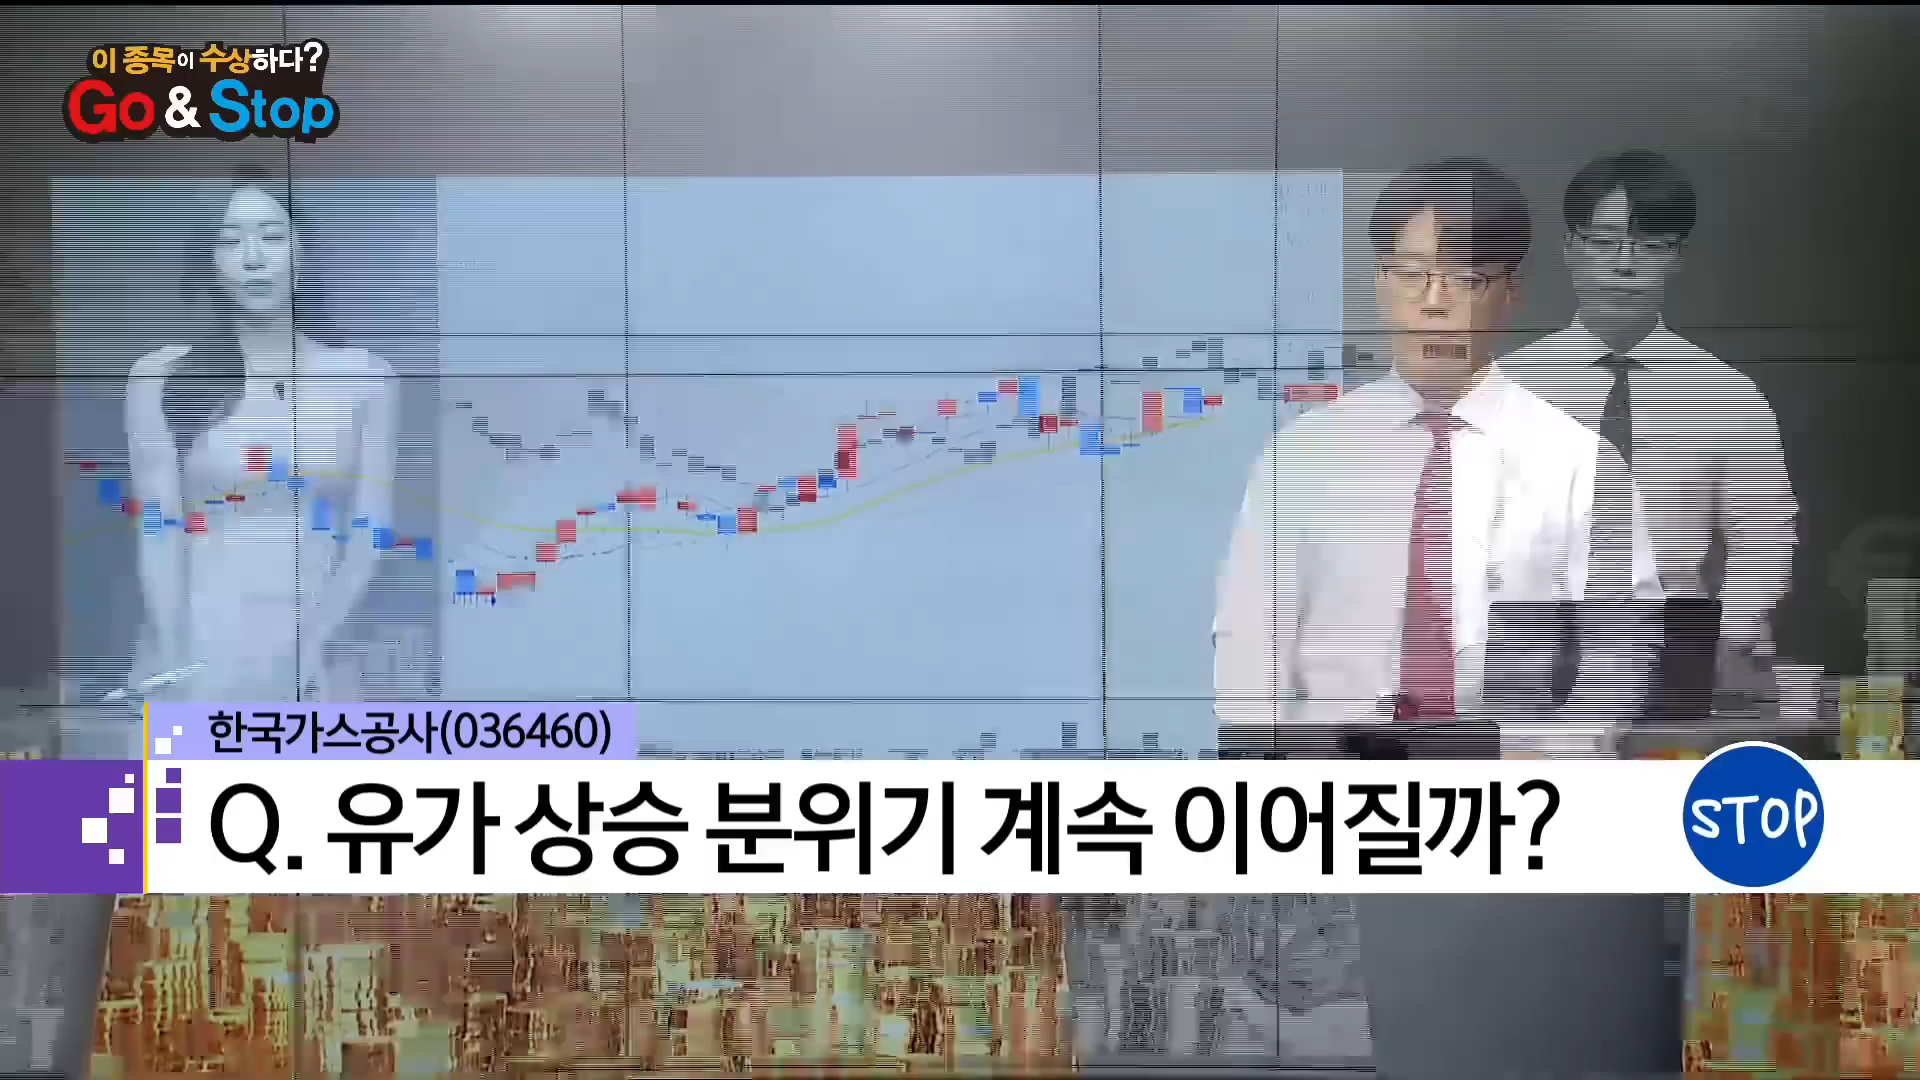 이 종목이 수상하다?
Go & Stop
한국가스공사(036460)
Q. 유가 상승 분위기 계속 이어질까?
STOP